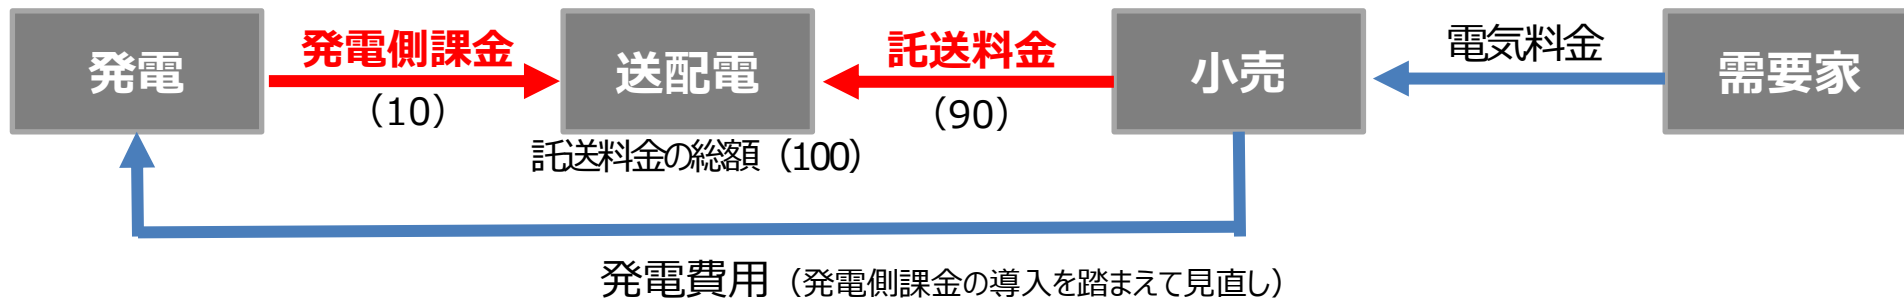 発電
発電側課金
（10）
送配電
託送料金の総額（100）
託送料金
（90）
小売
電気料金
需要家
発電費用（発電側課金の導入を踏まえて見直し）